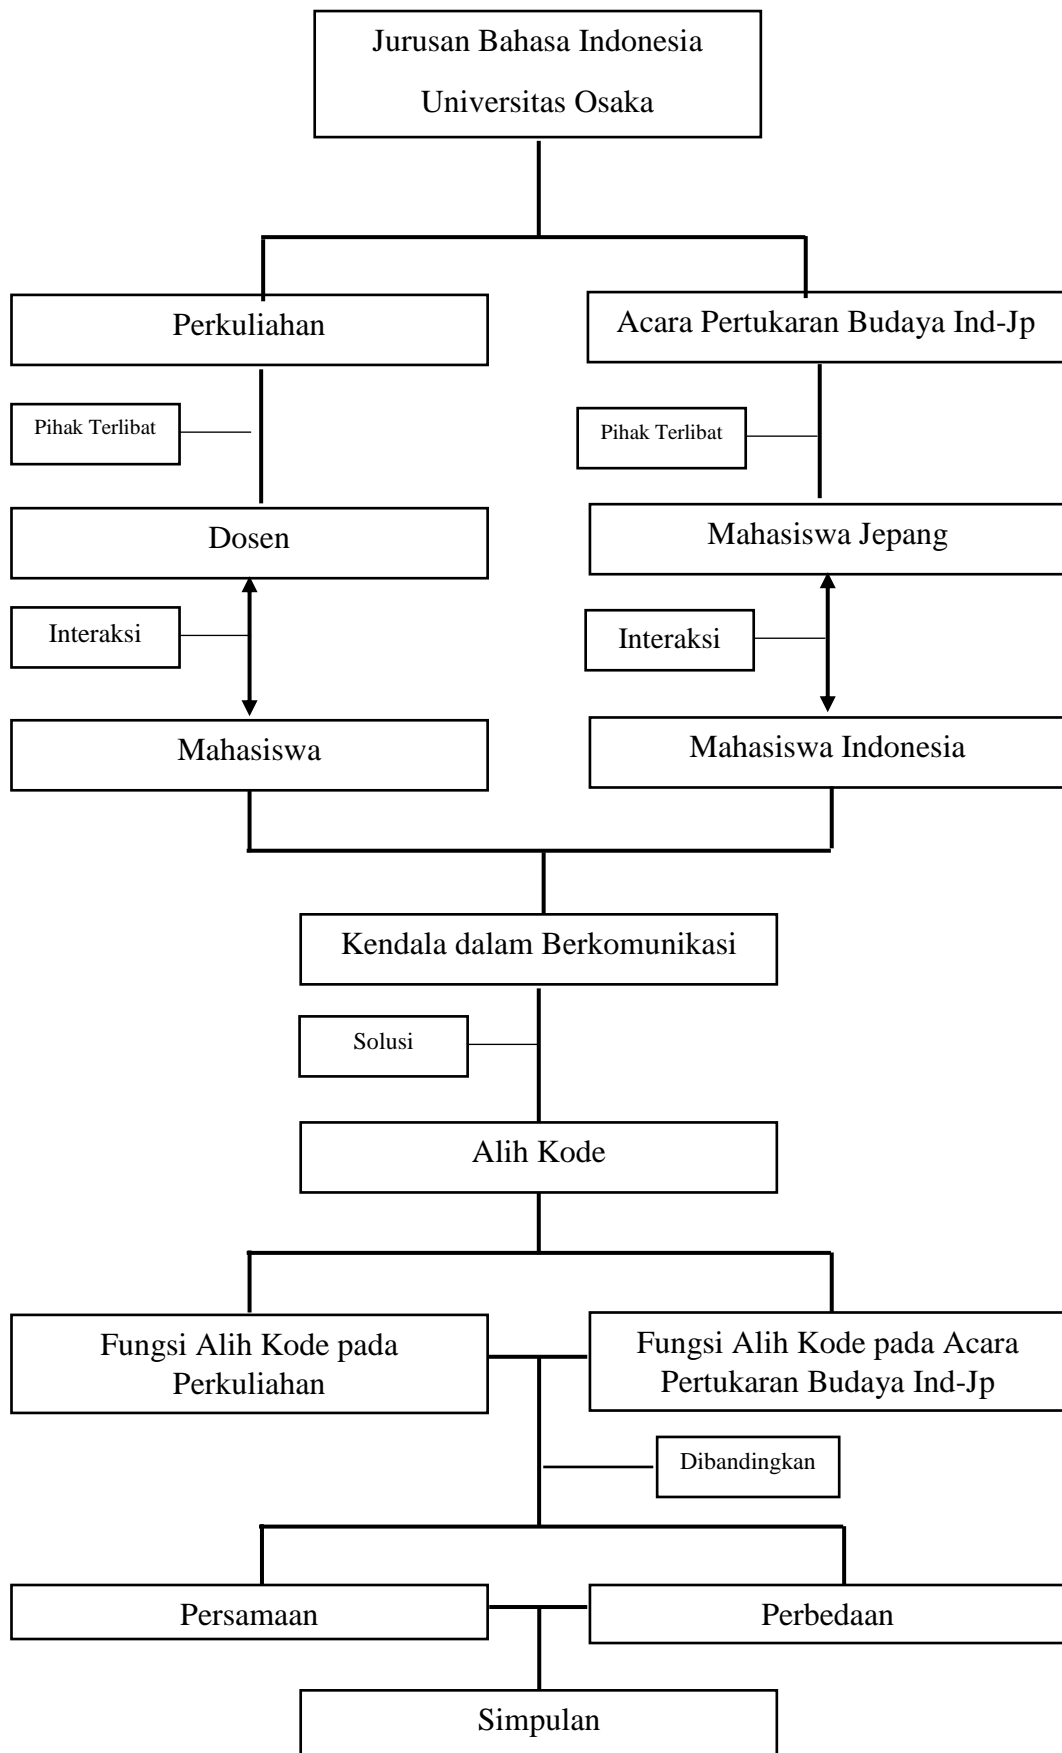 Jurusan Bahasa Indonesia
Universitas Osaka
Perkuliahan
Acara Pertukaran Budaya Ind-Jp
Pihak Terlibat
Pihak Terlibat
Dosen
Mahasiswa Jepang
Interaksi
Interaksi
Mahasiswa
Mahasiswa Indonesia
Kendala dalam Berkomunikasi
Solusi
Alih Kode
Fungsi Alih Kode pada
Perkuliahan
Fungsi Alih Kode pada Acara
Pertukaran Budaya Ind-Jp
Dibandingkan
Persamaan
Perbedaan
Simpulan